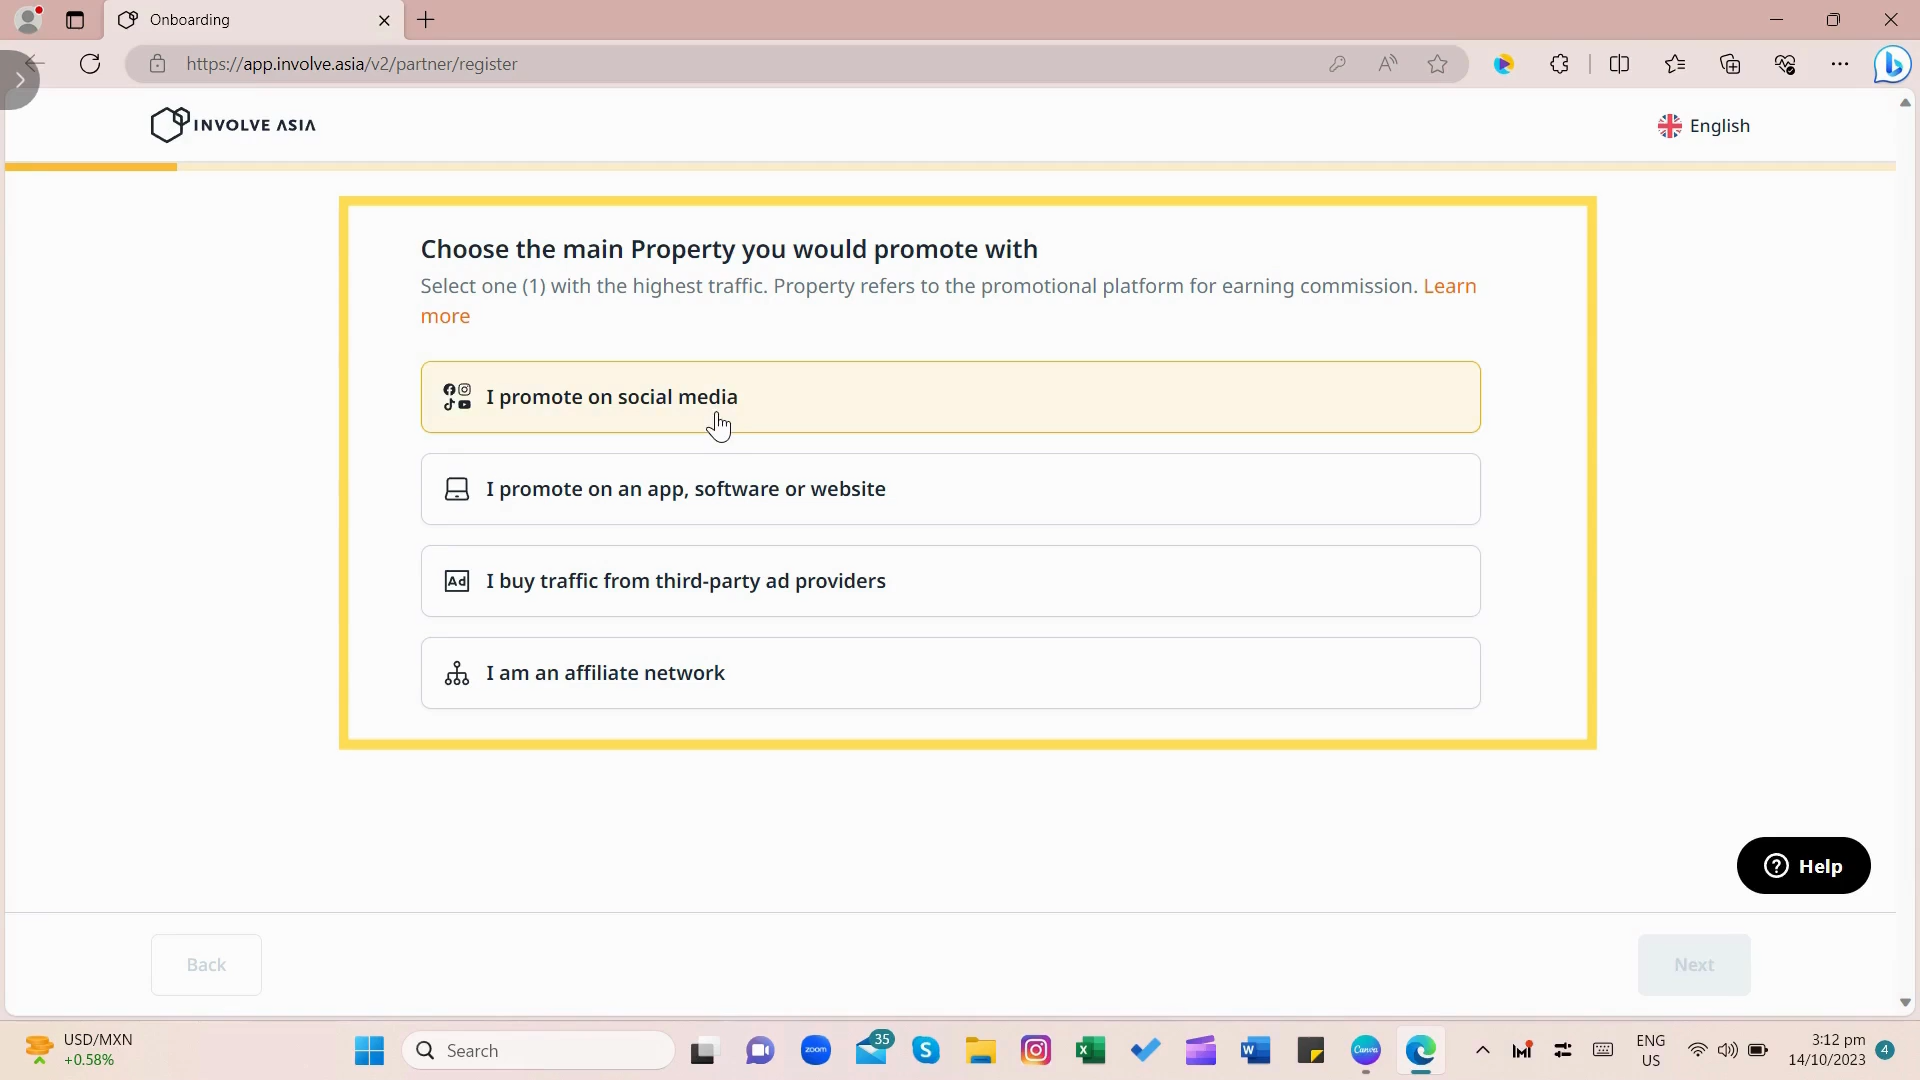 Onboarding
https://app.involve.asia/v2/partner/register
INVOLVE ASIA
English
Choose the main Property you would promote with
Select one (1) with the highest traffic. Property refers to the promotional platform for earning commission. Learn
more
I promote on social media
I promote on an app, software or website
Ad I buy traffic from third-party ad providers
I am an affiliate network
Help
Back
Next
USD/MXN
+0.58%
Search
zoom
35
Canva
ENG
US
3:12 pm
14/10/2023
4